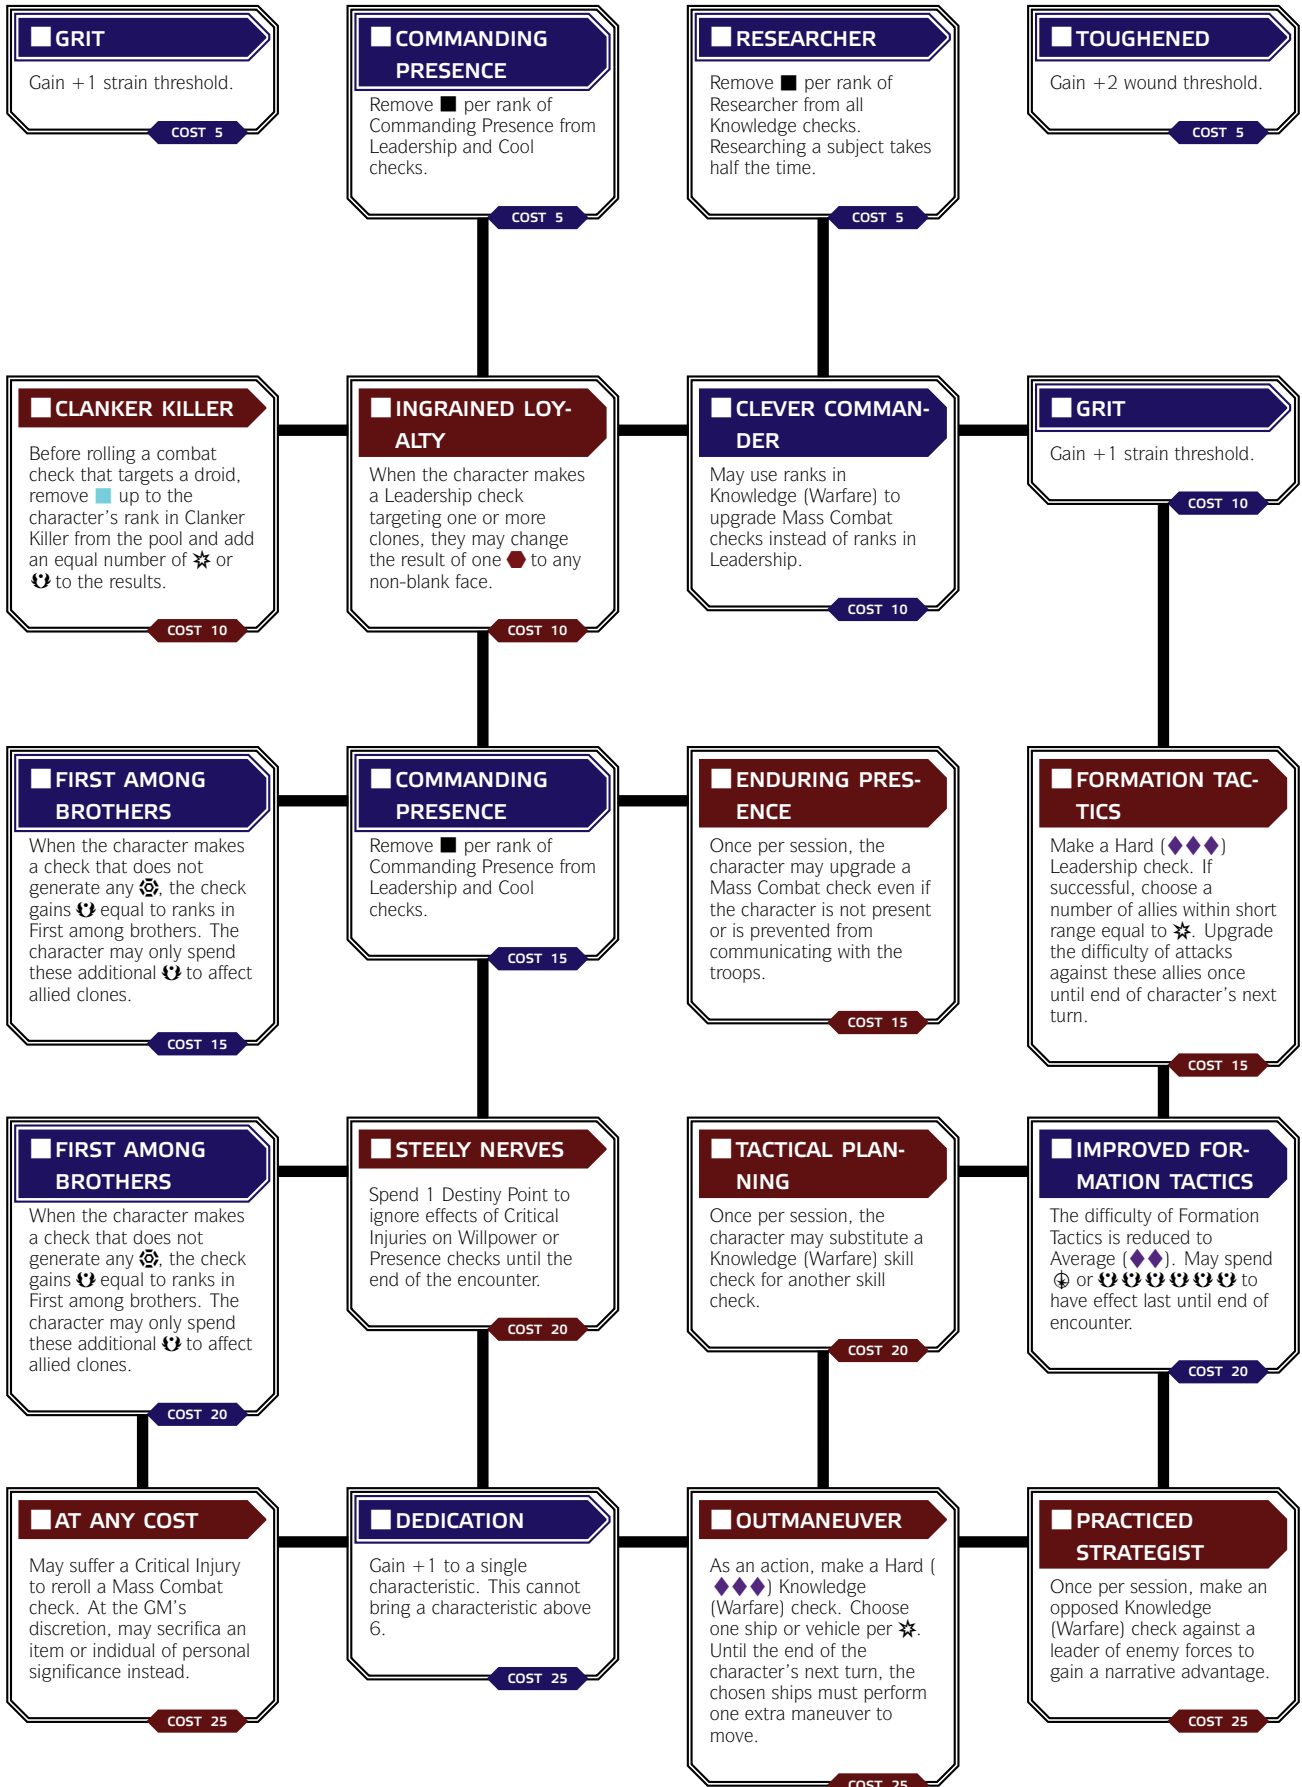 GRIT
Gain +1 strain threshold.
COST 5
COMMANDING
PRESENCE
Remove ■ per rank of
Commanding Presence from
Leadership and Cool
checks.
COST 5
RESEARCHER
Remove ■ per rank of
Researcher from all
Knowledge checks.
Researching a subject takes
half the time.
COST 5
TOUGHENED
Gain +2 wound threshold.
COST 5
CLANKER KILLER
Before rolling a combat
check that targets a droid,
remove ■ up to the
character's rank in Clanker
Killer from the pool and add
an equal number of or
to the results.
COST 10
INGRAINED LOY-
ALTY
When the character makes
a Leadership check
targeting one or more
clones, they may change
the result of one ⬢ to any
non-blank face.
COST 10
CLEVER COMMAN-
DER
May use ranks in
Knowledge (Warfare) to
upgrade Mass Combat
checks instead of ranks in
Leadership.
COST 10
GRIT
Gain +1 strain threshold.
COST 10
FIRST AMONG
BROTHERS
When the character makes
a check that does not
generate any , the check
gains equal to ranks in
First among brothers. The
character may only spend
these additional to affect
allied clones.
COST 15
COMMANDING
PRESENCE
Remove ■ per rank of
Commanding Presence from
Leadership and Cool
checks.
COST 15
ENDURING PRES-
ENCE
Once per session, the
character may upgrade a
Mass Combat check even if
the character is not present
or is prevented from
communicating with the
troops.
COST 15
FORMATION TAC-
TICS
Make a Hard (◆◆◆)
Leadership check. If
successful, choose a
number of allies within short
range equal to . Upgrade
the difficulty of attacks
against these allies once
until end of character's next
turn.
COST 15
FIRST AMONG
BROTHERS
When the character makes
a check that does not
generate any , the check
gains equal to ranks in
First among brothers. The
character may only spend
these additional to affect
allied clones.
COST 20
STEELY NERVES
Spend 1 Destiny Point to
ignore effects of Critical
Injuries on Willpower or
Presence checks until the
end of the encounter.
COST 20
TACTICAL PLAN-
NING
Once per session, the
character may substitute a
Knowledge (Warfare) skill
check for another skill
check.
COST 20
IMPROVED FOR-
MATION TACTICS
The difficulty of Formation
Tactics is reduced to
Average (◆◆). May spend
or to
have effect last until end of
encounter.
COST 20
AT ANY COST
May suffer a Critical Injury
to reroll a Mass Combat
check. At the GM's
discretion, may secrifica an
item or indidual of personal
significance instead.
COST 25
DEDICATION
Gain +1 to a single
characteristic. This cannot
bring a characteristic above
6.
COST 25
OUTMANEUVER
As an action, make a Hard (
◆◆◆) Knowledge
(Warfare) check. Choose
one ship or vehicle per .
Until the end of the
character's next turn, the
chosen ships must perform
one extra maneuver to
move.
COST 25
PRACTICED
STRATEGIST
Once per session, make an
opposed Knowledge
(Warfare) check against a
leader of enemy forces to
gain a narrative advantage.
COST 25